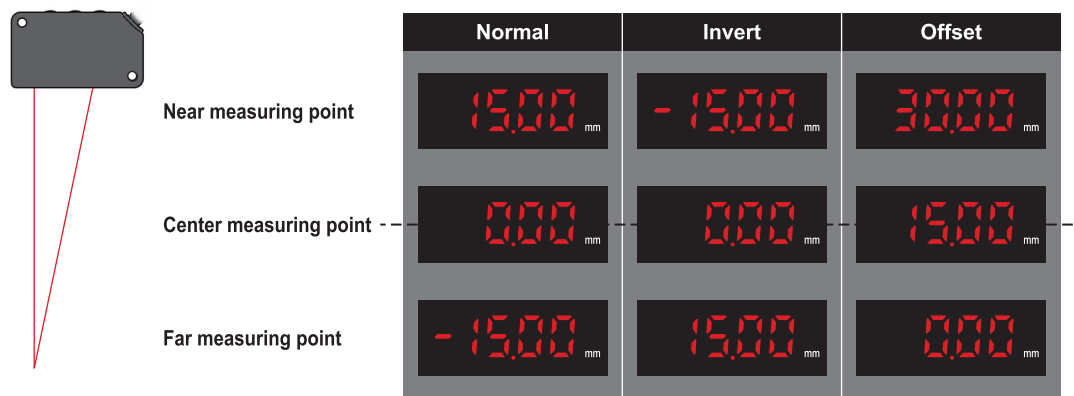 Normal Invert Offset
Near measuring point 15.00 mm -15.00 mm 30.00 mm
Center measuring point 0.00 mm 0.00 mm 15.00 mm
Far measuring point -15.00 mm 15.00 mm 0.00 mm